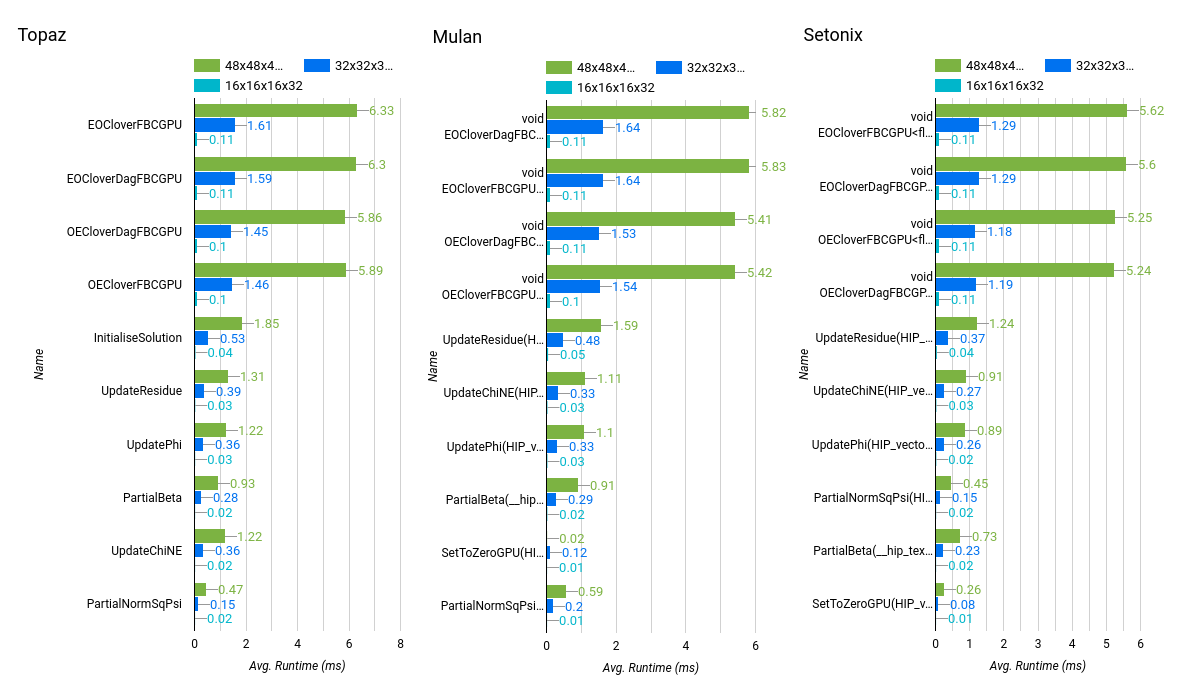 Topaz
48x48x4…
32x32x3…
16x16x16x32
Name
EOCloverFBCGPU
6.33
1.61
0.11
EOCloverDagFBCGPU
6.3
1.59
0.11
OECloverDagFBCGPU
5.86
1.45
0.1
OECloverFBCGPU
5.89
1.46
0.1
InitialiseSolution
1.85
0.53
0.04
UpdateResidue
1.31
0.39
0.03
UpdatePhi
1.22
0.36
0.03
PartialBeta
0.93
0.28
0.02
UpdateChiNE
1.22
0.36
0.02
PartialNormSqPsi
0.47
0.15
0.02
0 2 4 6 8
Avg. Runtime (ms)
Mulan
48x48x4…
32x32x3…
16x16x16x32
Name
void
EOCloverDagFBC…
5.82
1.64
0.11
void
EOCloverFBCGPU…
5.83
1.64
0.11
void
OECloverDagFBC…
5.41
1.53
0.11
void
OECloverFBCGPU…
5.42
1.54
0.1
UpdateResidue(H…
1.59
0.48
0.05
UpdateChiNE(HIP…
1.11
0.33
0.03
UpdatePhi(HIP_v…
1.1
0.33
0.03
PartialBeta(__hip…
0.91
0.29
0.02
SetToZeroGPU(HI…
0.02
0.12
0.01
PartialNormSqPsi…
0.59
0.2
0.01
0 2 4 6
Avg. Runtime (ms)
Setonix
48x48x4…
32x32x3…
16x16x16x32
Name
void
EOCloverFBCGPU<fl…
5.62
1.29
0.11
void
EOCloverDagFBCGP…
5.6
1.29
0.11
void
OECloverFBCGPU<fl…
5.25
1.18
0.11
void
OECloverDagFBCGP…
5.24
1.19
0.11
UpdateResidue(HIP_…
1.24
0.37
0.04
UpdateChiNE(HIP_ve…
0.91
0.27
0.03
UpdatePhi(HIP_vecto…
0.89
0.26
0.02
PartialNormSqPsi(HI…
0.45
0.15
0.02
PartialBeta(__hip_tex…
0.73
0.23
0.02
SetToZeroGPU(HIP_v…
0.26
0.08
0.01
0 1 2 3 4 5 6
Avg. Runtime (ms)